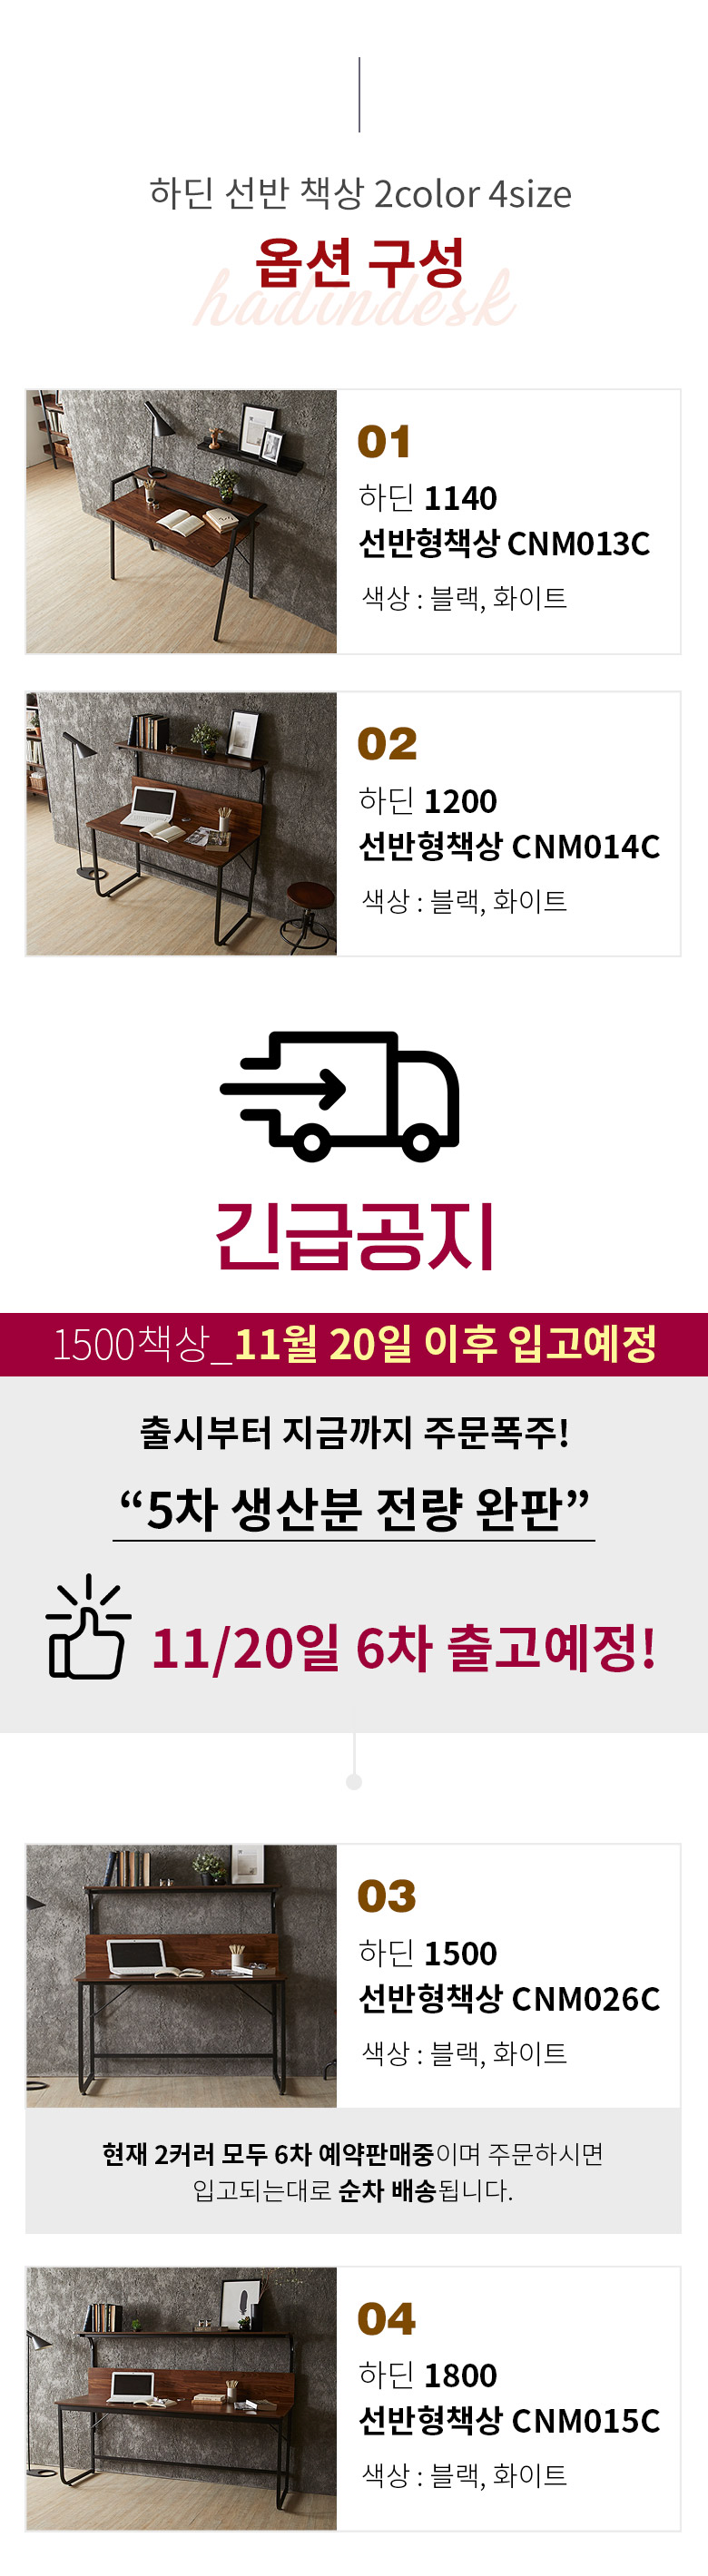 하딘 선반 책상 2color 4size
옵션 구성
hadindesk
01
하딘 1140
선반형책상 CNM013C
색상 : 블랙, 화이트
02
하딘 1200
선반형책상 CNM014C
색상 : 블랙, 화이트
긴급공지
1500책상_11월 20일 이후 입고예정
출시부터 지금까지 주문폭주!
“5차 생산분 전량 완판”
11/20일 6차 출고예정!
03
하딘 1500
선반형책상 CNM026C
색상 : 블랙, 화이트
현재 2커러 모두 6차 예약판매중이며 주문하시면
입고되는대로 순차 배송됩니다.
04
하딘 1800
선반형책상 CNM015C
색상 : 블랙, 화이트